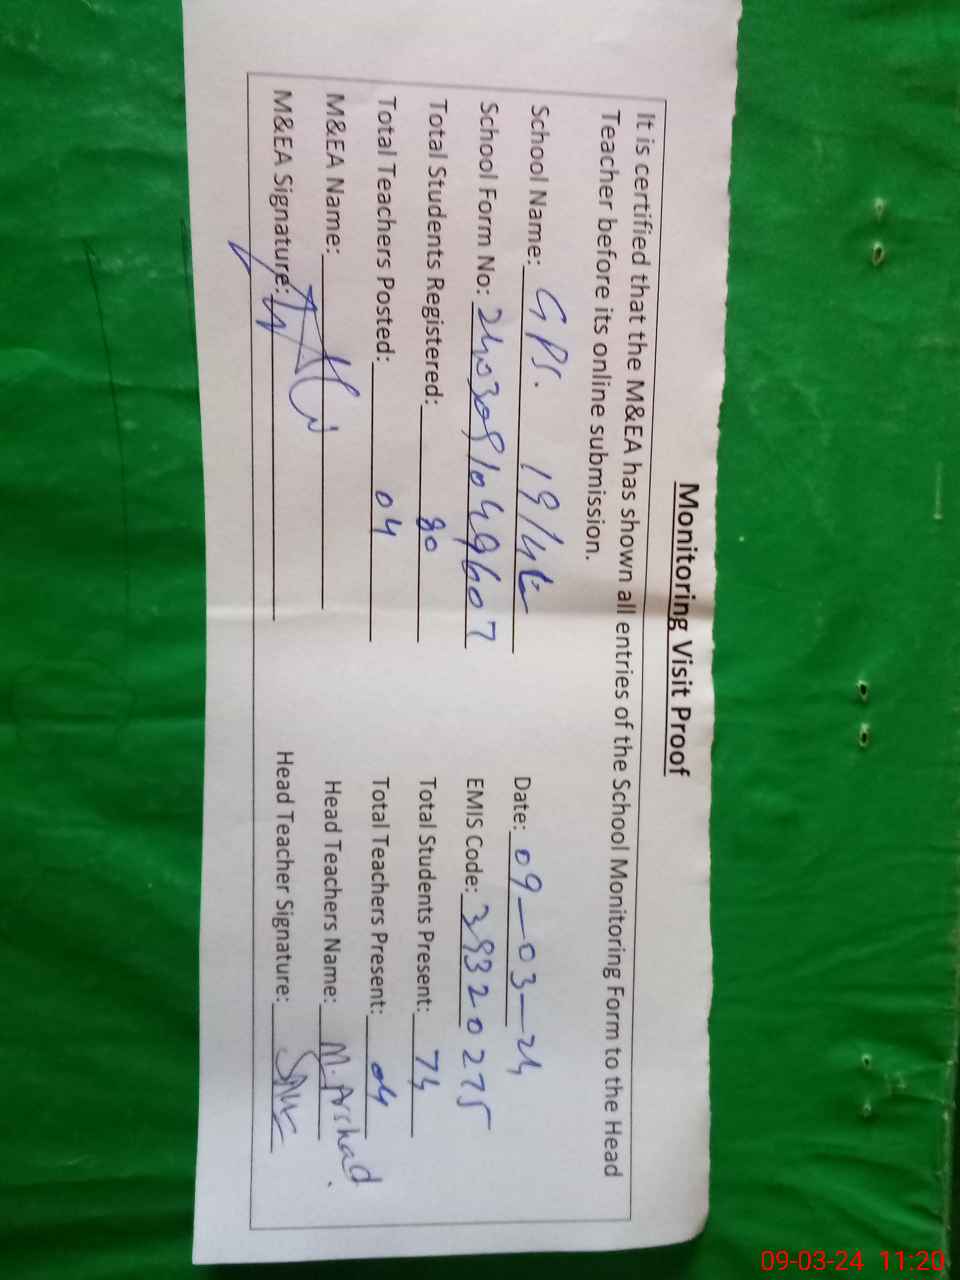 Monitoring Visit Proof
It is certified that the M&EA has shown all entries of the School Monitoring Form to the Head
Teacher before its online submission.
School Name: GPS. 19/4L Date: 09-03-24
School Form No: 2403091049607 EMIS Code: 39320275
Total Students Registered: 80 Total Students Present: 74
Total Teachers Posted: 04 Total Teachers Present: 04
M&EA Name: Head Teachers Name: M. Arshad.
M&EA Signature: Head Teacher Signature:
09-03-24 11:20